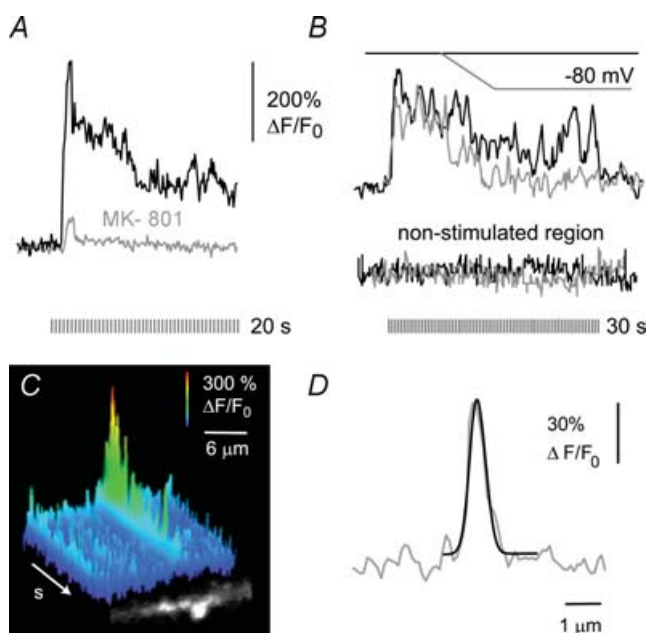 A
200%
ΔF/F0
MK- 801
20 s
B
-80 mV
non-stimulated region
30 s
C
300 %
ΔF/F0
6 μm
s
D
30%
Δ F/F0
1 μm